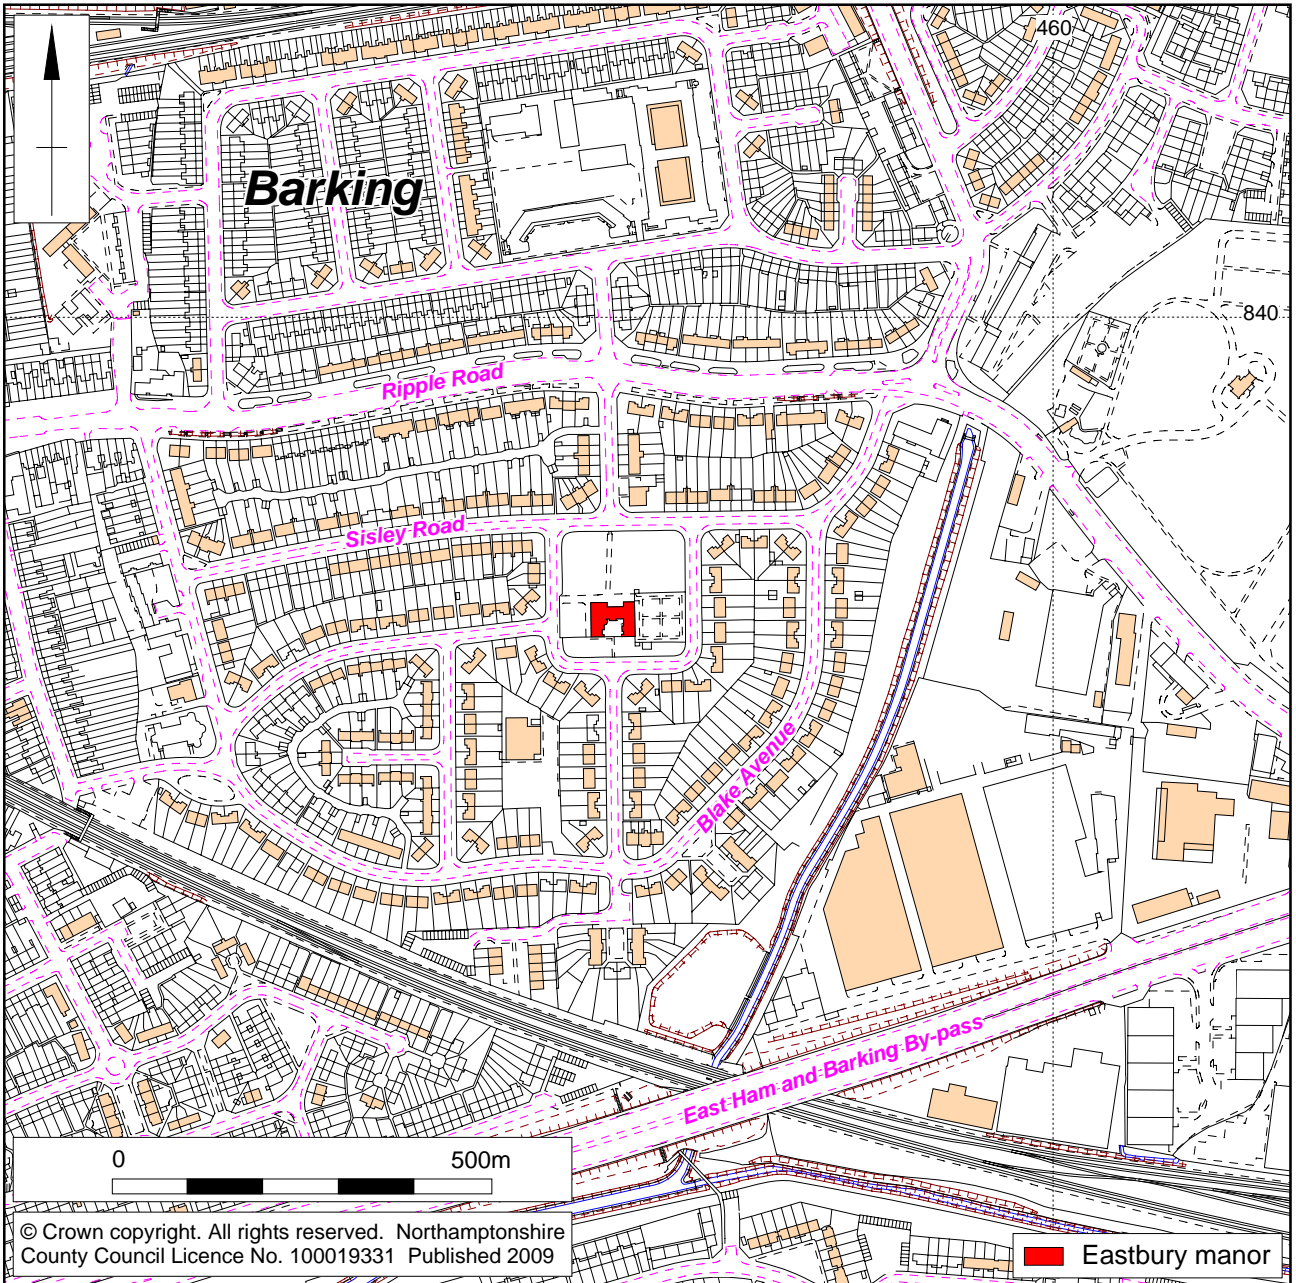 460
Barking
840
Ripple Road
Sisley Road
Blake Avenue
East Ham and Barking By-pass
0 500m
© Crown copyright. All rights reserved. Northamptonshire
County Council Licence No. 100019331 Published 2009
Eastbury manor